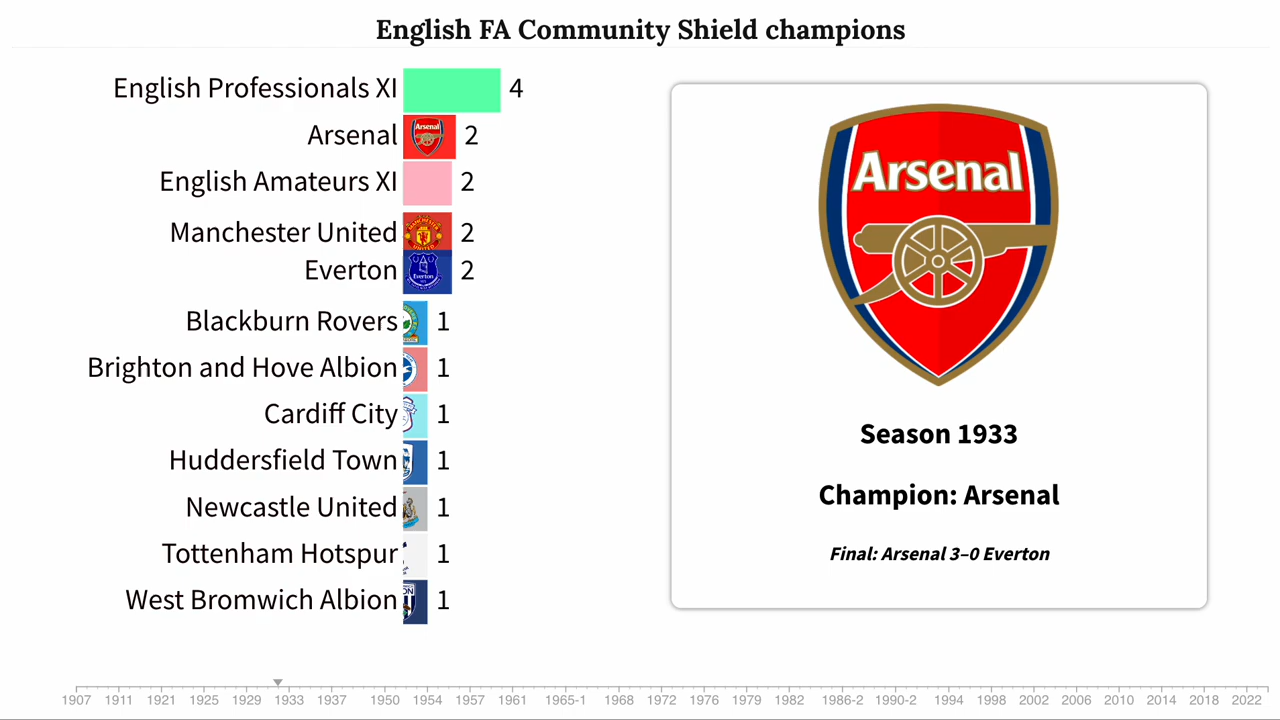 English FA Community Shield champions
English Professionals XI 4
Arsenal Arsenal 2
English Amateurs XI 2
Manchester United MANCHESTER UNITED 2
Everton Everton 2
Blackburn Rovers 1
Brighton and Hove Albion 1
Cardiff City 1
Huddersfield Town 1
Newcastle United 1
Tottenham Hotspur 1
West Bromwich Albion 1
Arsenal
Season 1933
Champion: Arsenal
Final: Arsenal 3–0 Everton
1907 1911 1921 1925 1929 1933 1937 1950 1954 1957 1961 1965-1 1968 1972 1976 1979 1982 1986-2 1990-2 1994 1998 2002 2006 2010 2014 2018 2022